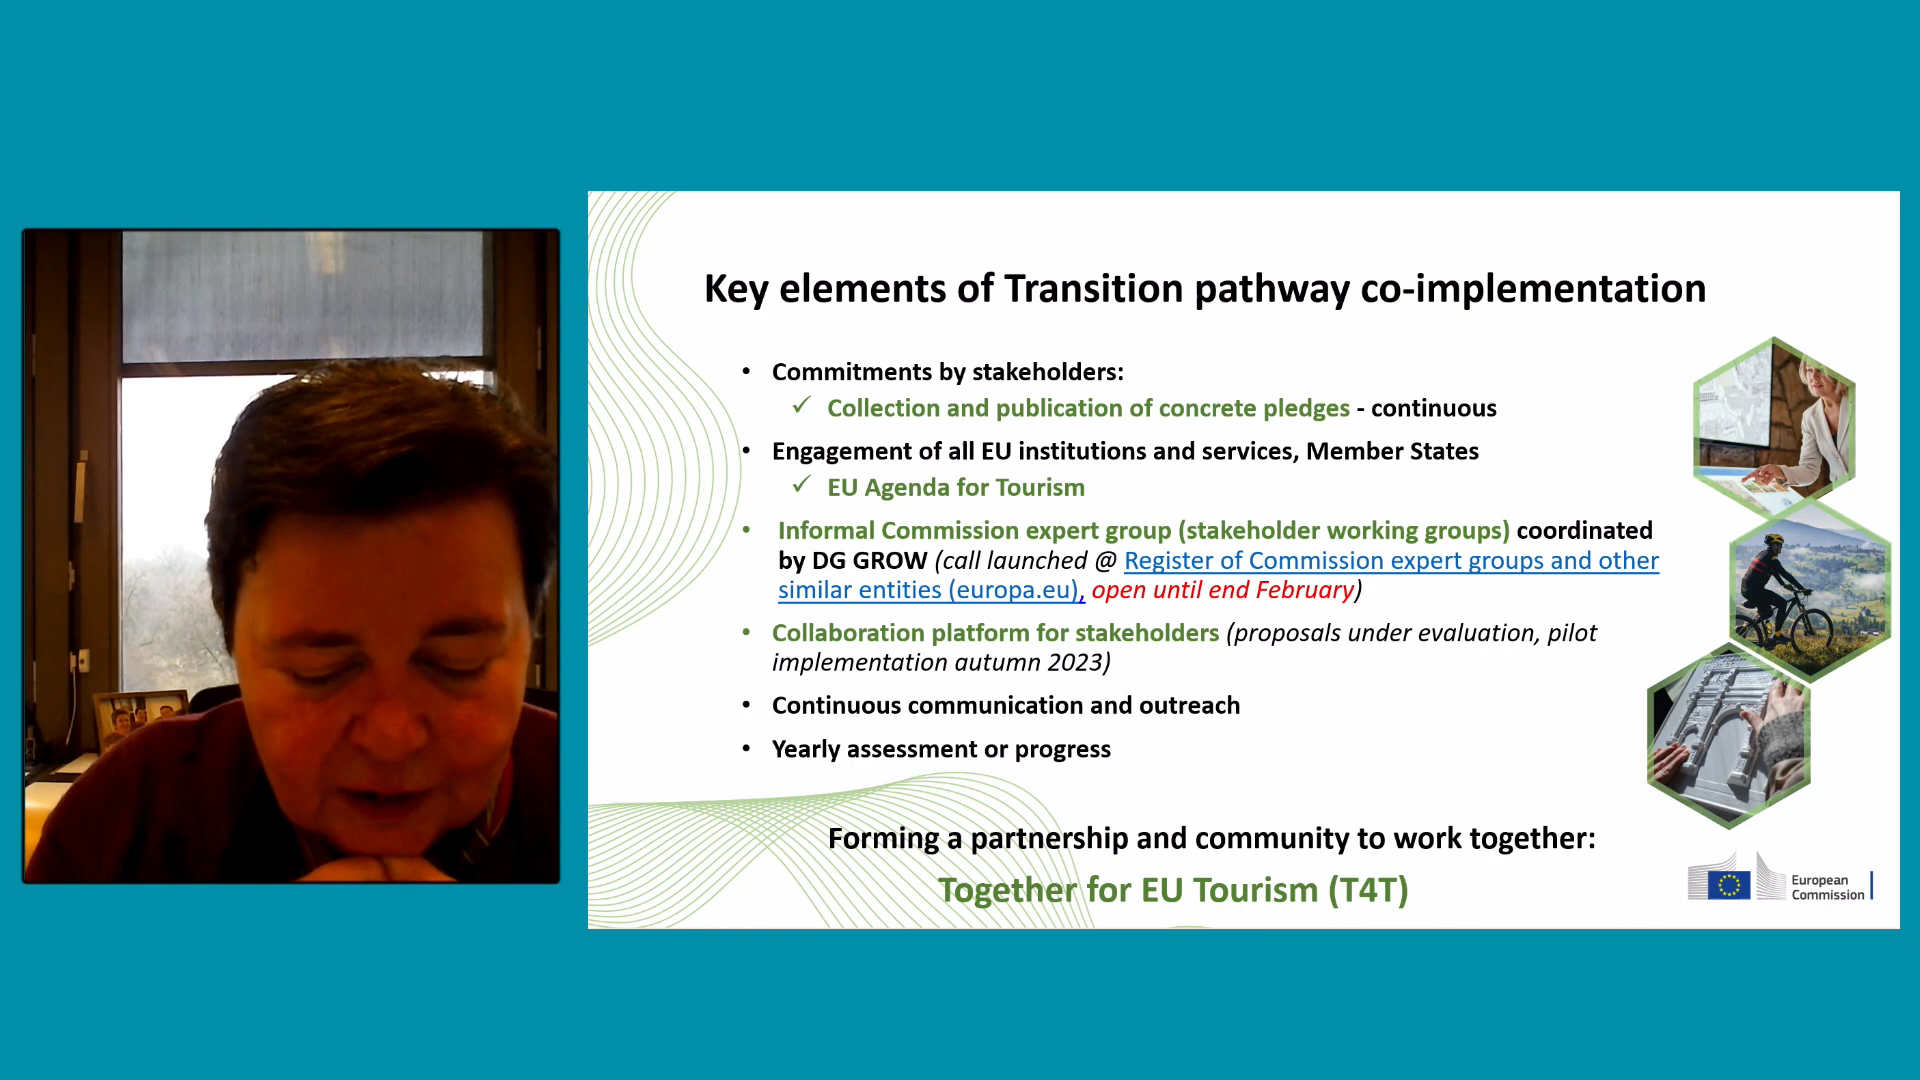 Key elements of Transition pathway co-implementation
• Commitments by stakeholders:
✓ Collection and publication of concrete pledges - continuous
• Engagement of all EU institutions and services, Member States
✓ EU Agenda for Tourism
• Informal Commission expert group (stakeholder working groups) coordinated
by DG GROW (call launched @ Register of Commission expert groups and other
similar entities (europa.eu), open until end February)
• Collaboration platform for stakeholders (proposals under evaluation, pilot
implementation autumn 2023)
• Continuous communication and outreach
• Yearly assessment or progress
Forming a partnership and community to work together:
Together for EU Tourism (T4T)
European
Commission